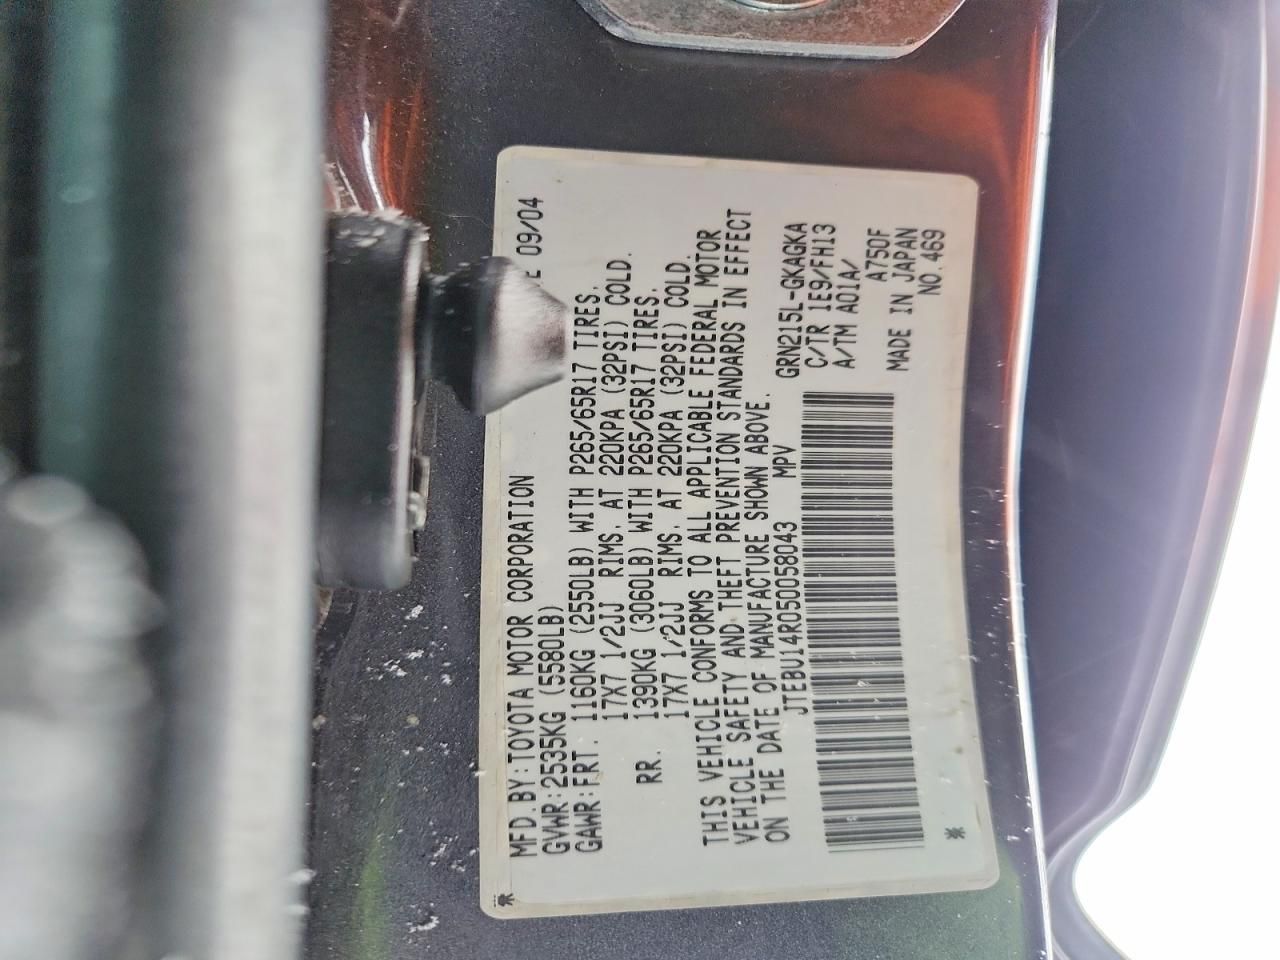 MFD. BY: TOYOTA MOTOR CORPORATION 09/04
GVWR: 2535KG (5580LB)
GAWR: FRT. 1160KG (2550LB) WITH P265/65R17 TIRES,
17X7 1/2JJ RIMS, AT 220KPA (32PSI) COLD.
RR. 1390KG (3060LB) WITH P265/65R17 TIRES,
17X7 1/2JJ RIMS, AT 220KPA (32PSI) COLD.
THIS VEHICLE CONFORMS TO ALL APPLICABLE FEDERAL MOTOR
VEHICLE SAFETY AND THEFT PREVENTION STANDARDS IN EFFECT
ON THE DATE OF MANUFACTURE SHOWN ABOVE.
JTEBU14R050058043 MPV
GRN215L-GKAGKA
C/TR 1E9/FH13
A/TM A01A/
A750F
MADE IN JAPAN
NO. 469